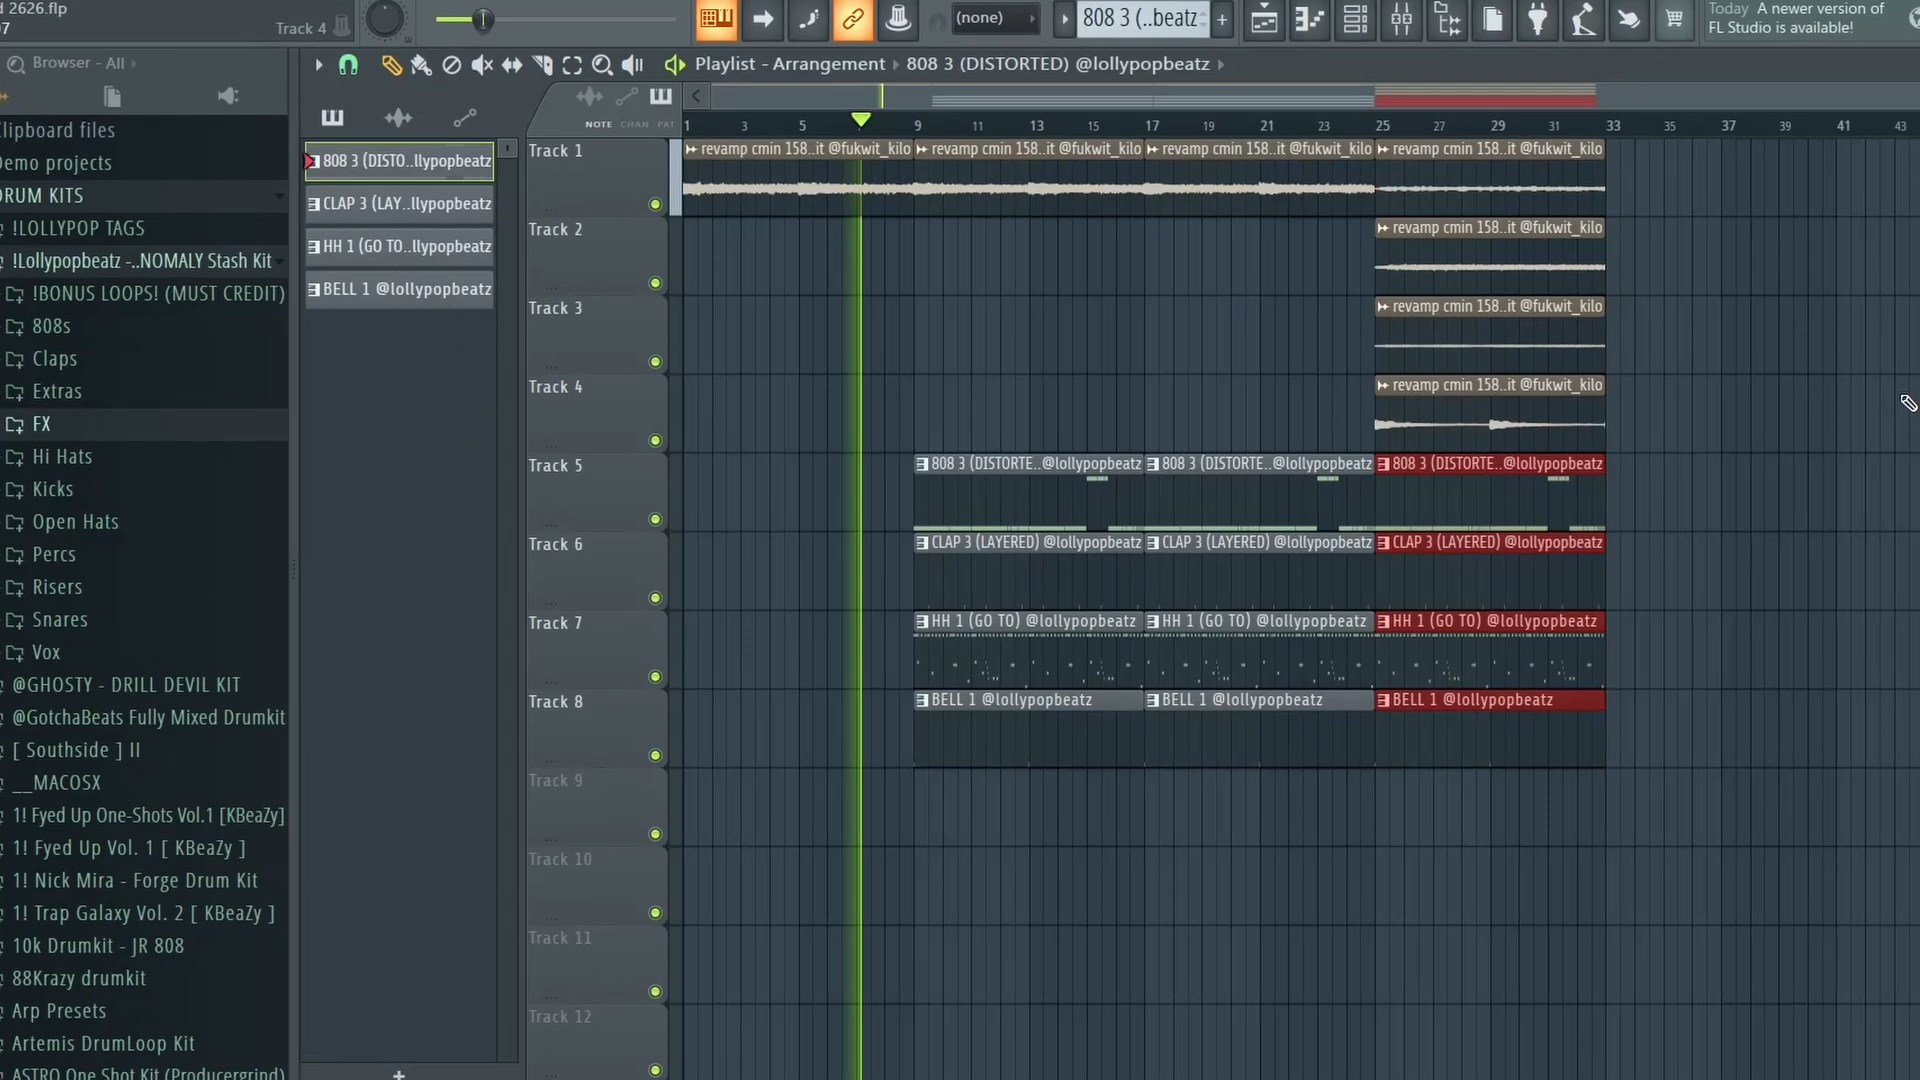 2626.flp
Track 4
(none)
808 3 (..beatz
Today A newer version of
FL Studio is available!
Browser - All
Playlist - Arrangement › 808 3 (DISTORTED) @lollypopbeatz
NOTE CHAN PAT
1 3 5 9 11 13 15 17 19 21 23 25 27 29 31 33 35 37 39 41 43
Clipboard files
Demo projects
DRUM KITS
!LOLLYPOP TAGS
!Lollypopbeatz -..NOMALY Stash Kit
!BONUS LOOPS! (MUST CREDIT)
808s
Claps
Extras
FX
Hi Hats
Kicks
Open Hats
Percs
Risers
Snares
Vox
@GHOSTY - DRILL DEVIL KIT
@GotchaBeats Fully Mixed Drumkit
[ Southside ] II
__MACOSX
1! Fyed Up One-Shots Vol.1 [KBeaZy]
1! Fyed Up Vol. 1 [ KBeaZy ]
1! Nick Mira - Forge Drum Kit
1! Trap Galaxy Vol. 2 [ KBeaZy ]
10k Drumkit - JR 808
88Krazy drumkit
Arp Presets
Artemis DrumLoop Kit
ASTRO One Shot Kit (Producergrind)
808 3 (DISTO..llypopbeatz
CLAP 3 (LAY..llypopbeatz
HH 1 (GO TO..llypopbeatz
BELL 1 @lollypopbeatz
Track 1
revamp cmin 158..it @fukwit_kilo revamp cmin 158..it @fukwit_kilo revamp cmin 158..it @fukwit_kilo revamp cmin 158..it @fukwit_kilo
Track 2
revamp cmin 158..it @fukwit_kilo
Track 3
revamp cmin 158..it @fukwit_kilo
Track 4
revamp cmin 158..it @fukwit_kilo
Track 5
808 3 (DISTORTE..@lollypopbeatz 808 3 (DISTORTE..@lollypopbeatz 808 3 (DISTORTE..@lollypopbeatz
Track 6
CLAP 3 (LAYERED) @lollypopbeatz CLAP 3 (LAYERED) @lollypopbeatz CLAP 3 (LAYERED) @lollypopbeatz
Track 7
HH 1 (GO TO) @lollypopbeatz HH 1 (GO TO) @lollypopbeatz HH 1 (GO TO) @lollypopbeatz
Track 8
BELL 1 @lollypopbeatz BELL 1 @lollypopbeatz BELL 1 @lollypopbeatz
Track 9
Track 10
Track 11
Track 12